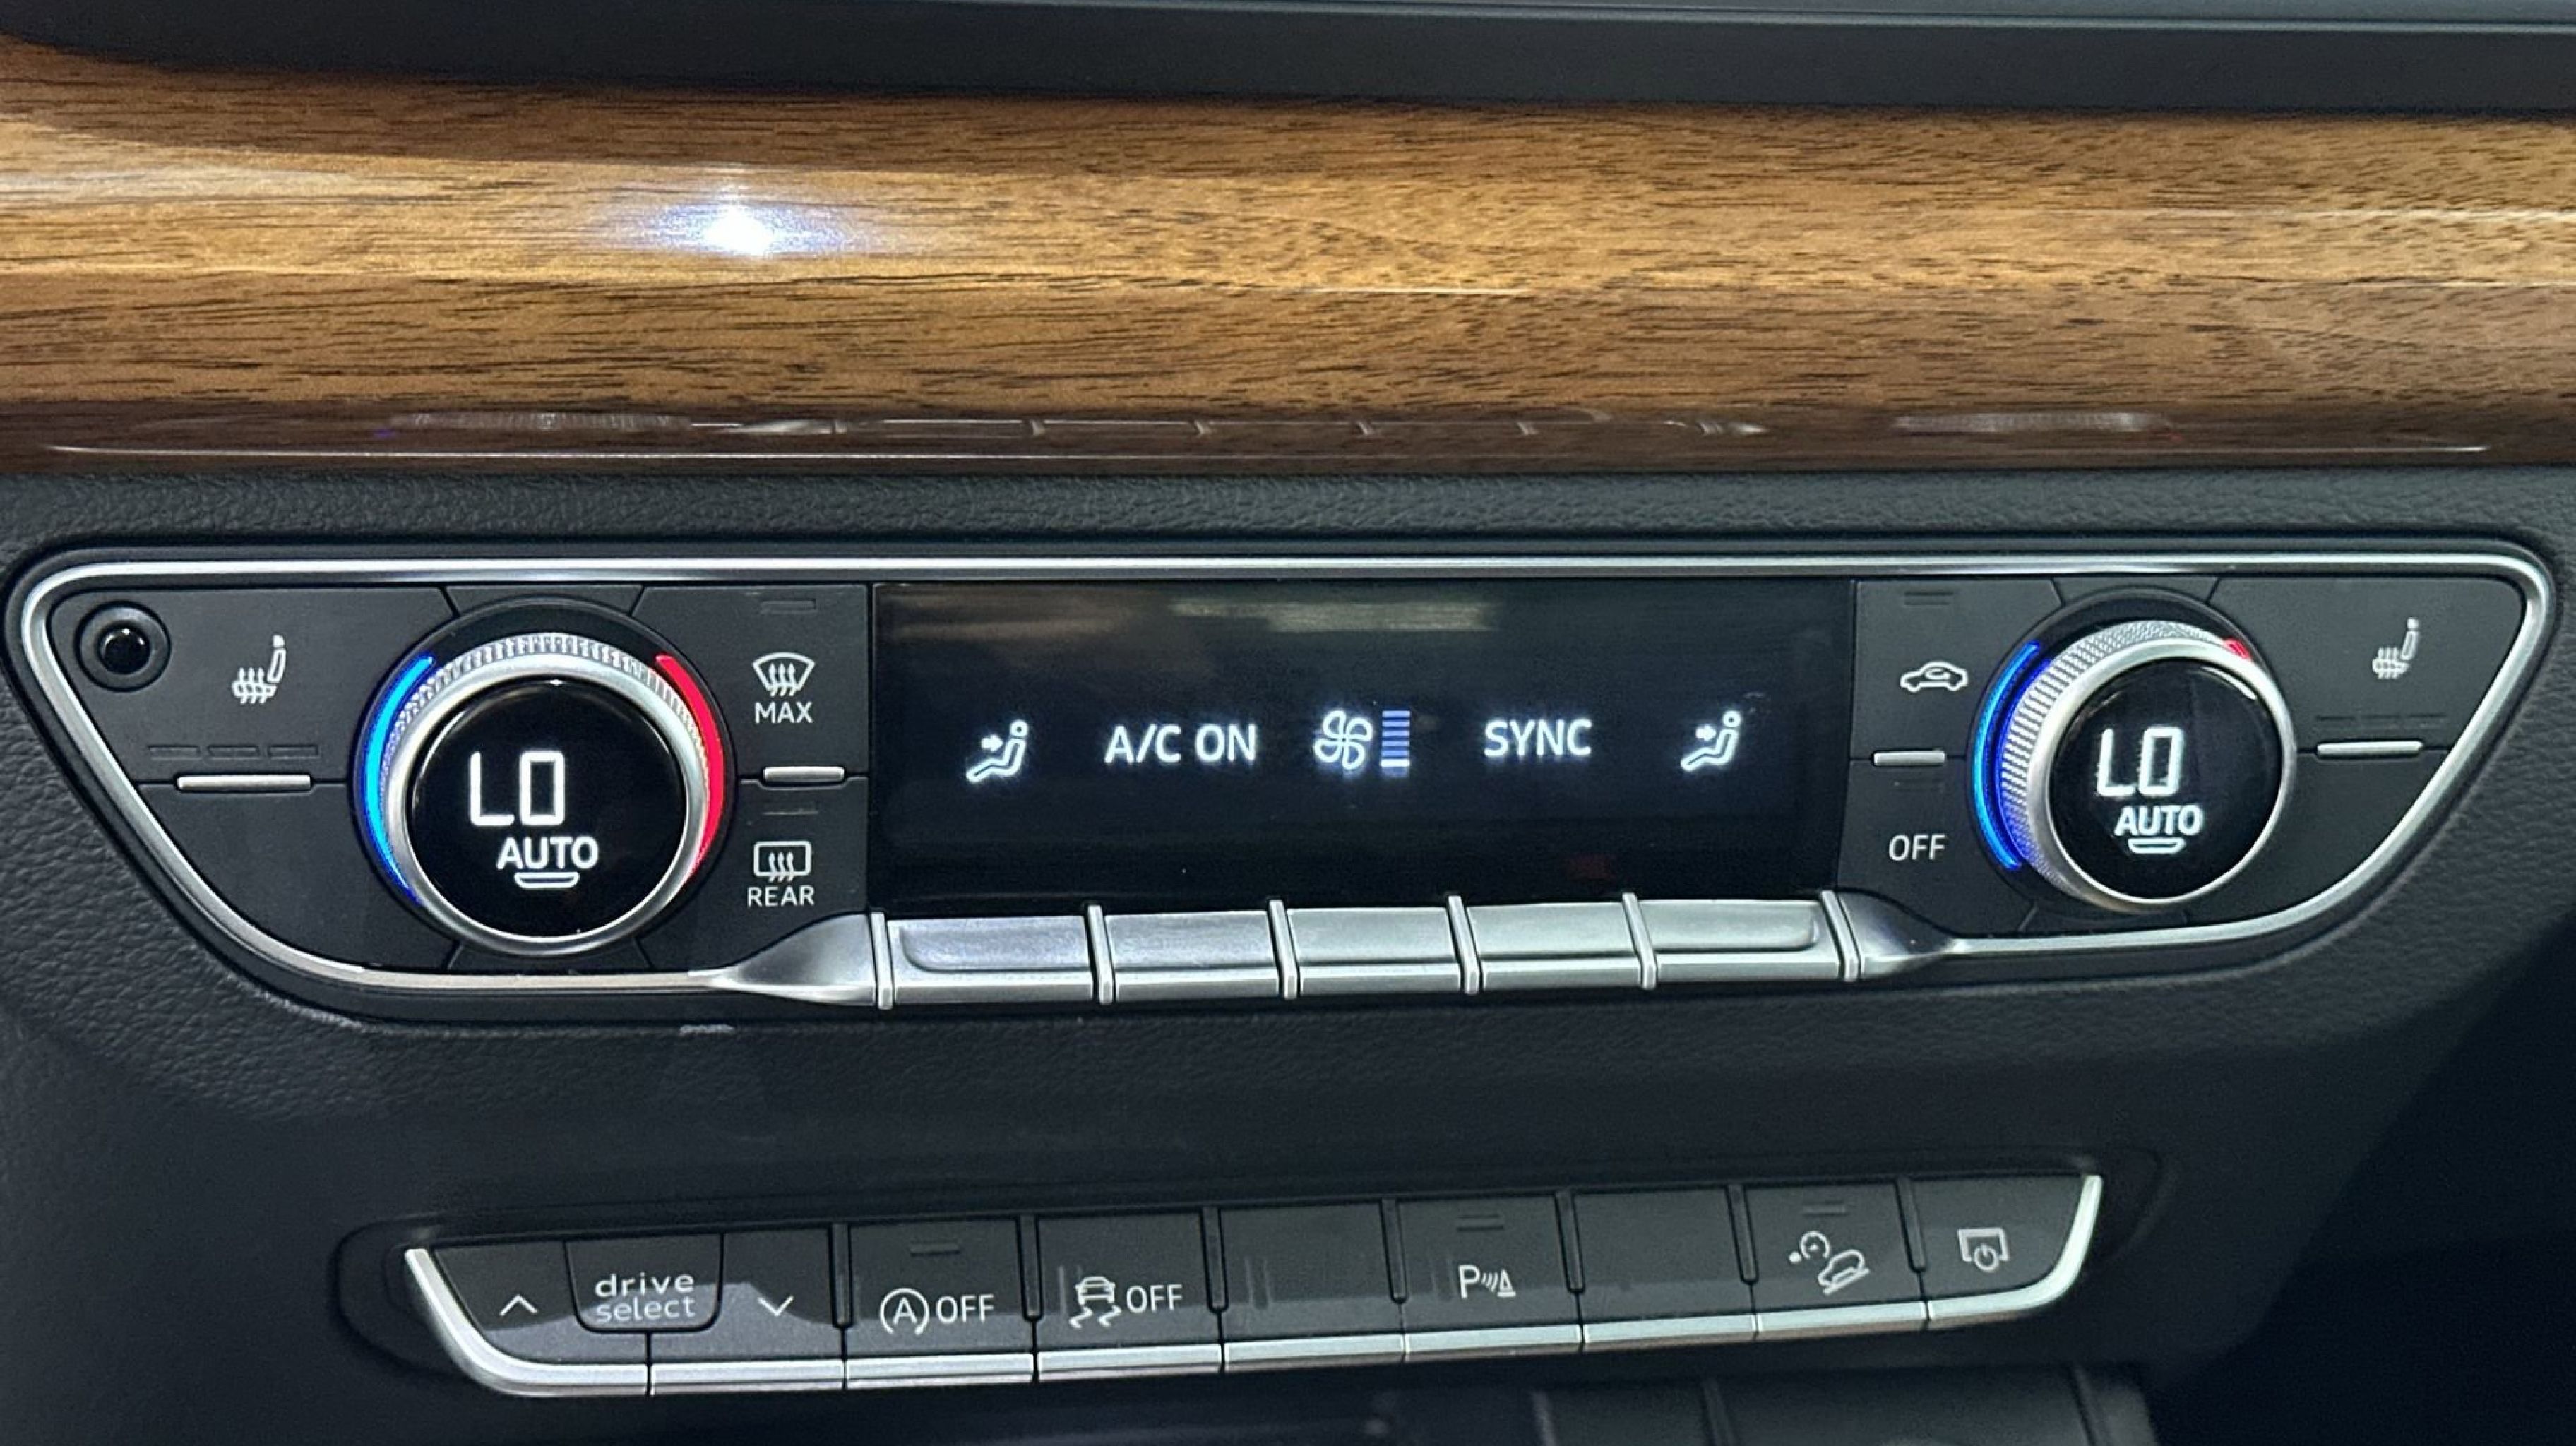 MAX
REAR
LO
AUTO
A/C ON
SYNC
OFF
LO
AUTO
drive
select
A OFF
OFF
P